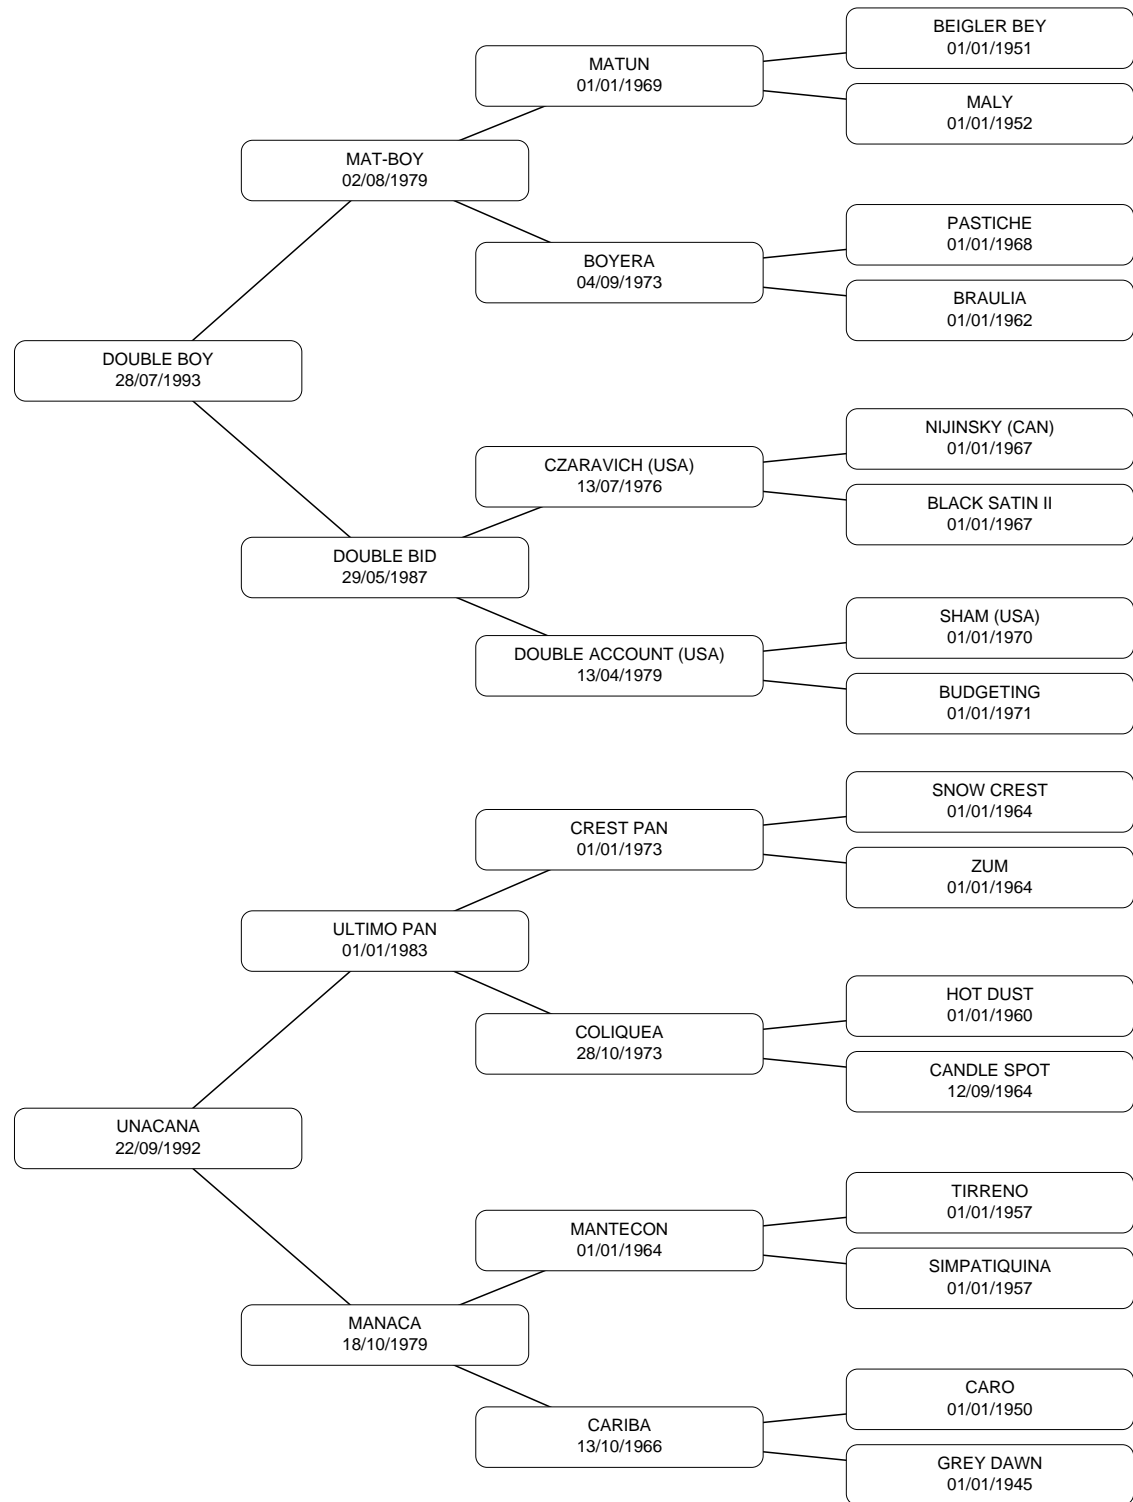 BEIGLER BEY
01/01/1951
MATUN
01/01/1969
MALY
01/01/1952
MAT-BOY
02/08/1979
PASTICHE
01/01/1968
BOYERA
04/09/1973
BRAULIA
01/01/1962
DOUBLE BOY
28/07/1993
NIJINSKY (CAN)
01/01/1967
CZARAVICH (USA)
13/07/1976
BLACK SATIN II
01/01/1967
DOUBLE BID
29/05/1987
SHAM (USA)
01/01/1970
DOUBLE ACCOUNT (USA)
13/04/1979
BUDGETING
01/01/1971
SNOW CREST
01/01/1964
CREST PAN
01/01/1973
ZUM
01/01/1964
ULTIMO PAN
01/01/1983
HOT DUST
01/01/1960
COLIQUEA
28/10/1973
CANDLE SPOT
12/09/1964
UNACANA
22/09/1992
TIRRENO
01/01/1957
MANTECON
01/01/1964
SIMPATIQUINA
01/01/1957
MANACA
18/10/1979
CARO
01/01/1950
CARIBA
13/10/1966
GREY DAWN
01/01/1945